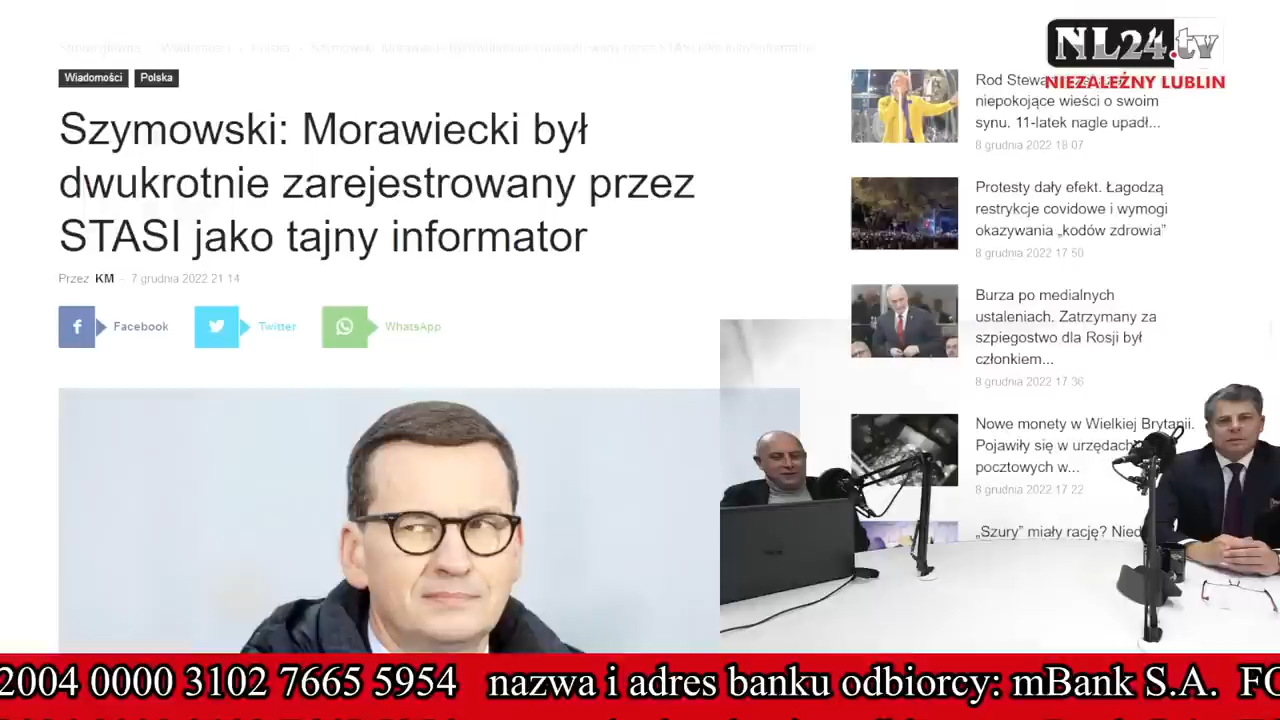 NL24.tv
NIEZALEŻNY LUBLIN
Wiadomości Polska
Szymowski: Morawiecki był
dwukrotnie zarejestrowany przez
STASI jako tajny informator
Przez KM - 7 grudnia 2022 21 14
Facebook Twitter WhatsApp
Rod
niepokojące wieści o swoim
synu. 11-latek nagle upadł...
8 grudnia 2022 18 07
Protesty dały efekt. Łagodzą
restrykcje covidowe i wymogi
okazywania „kodów zdrowia”
8 grudnia 2022 17 50
Burza po medialnych
ustaleniach. Zatrzymany za
szpiegostwo dla Rosji był
członkiem...
8 grudnia 2022 17 36
Nowe monety w Wielkiej Brytanii.
Pojawiły się w urzędach
pocztowych w...
8 grudnia 2022 17 22
„Szury” miały rację? Nied
2004 0000 3102 7665 5954 nazwa i adres banku odbiorcy: mBank S.A. FO